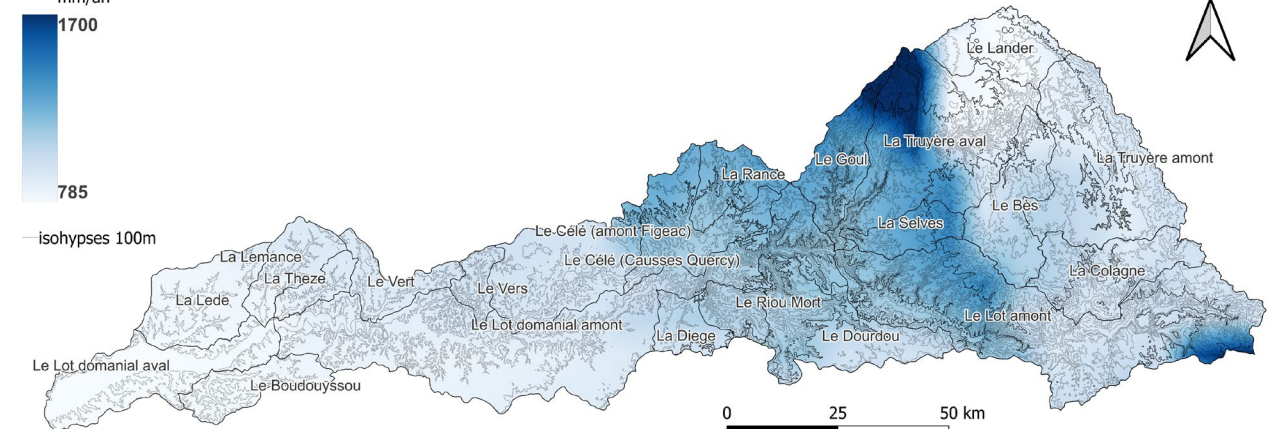 mm/an
1700
785
isohypses 100m
Le Lander
La Truyère aval
La Truyère amont
Le Goul
La Rance
Le Bès
La Selves
Le Célé (amont Figeac)
Le Célé (Causses Quercy)
La Lemance
La Theze
Le Vert
Le Vers
La Colagne
La Lede
Le Riou Mort
Le Lot amont
Le Lot domanial amont
La Diege
Le Dourdou
Le Lot domanial aval
Le Boudouyssou
0 25 50 km